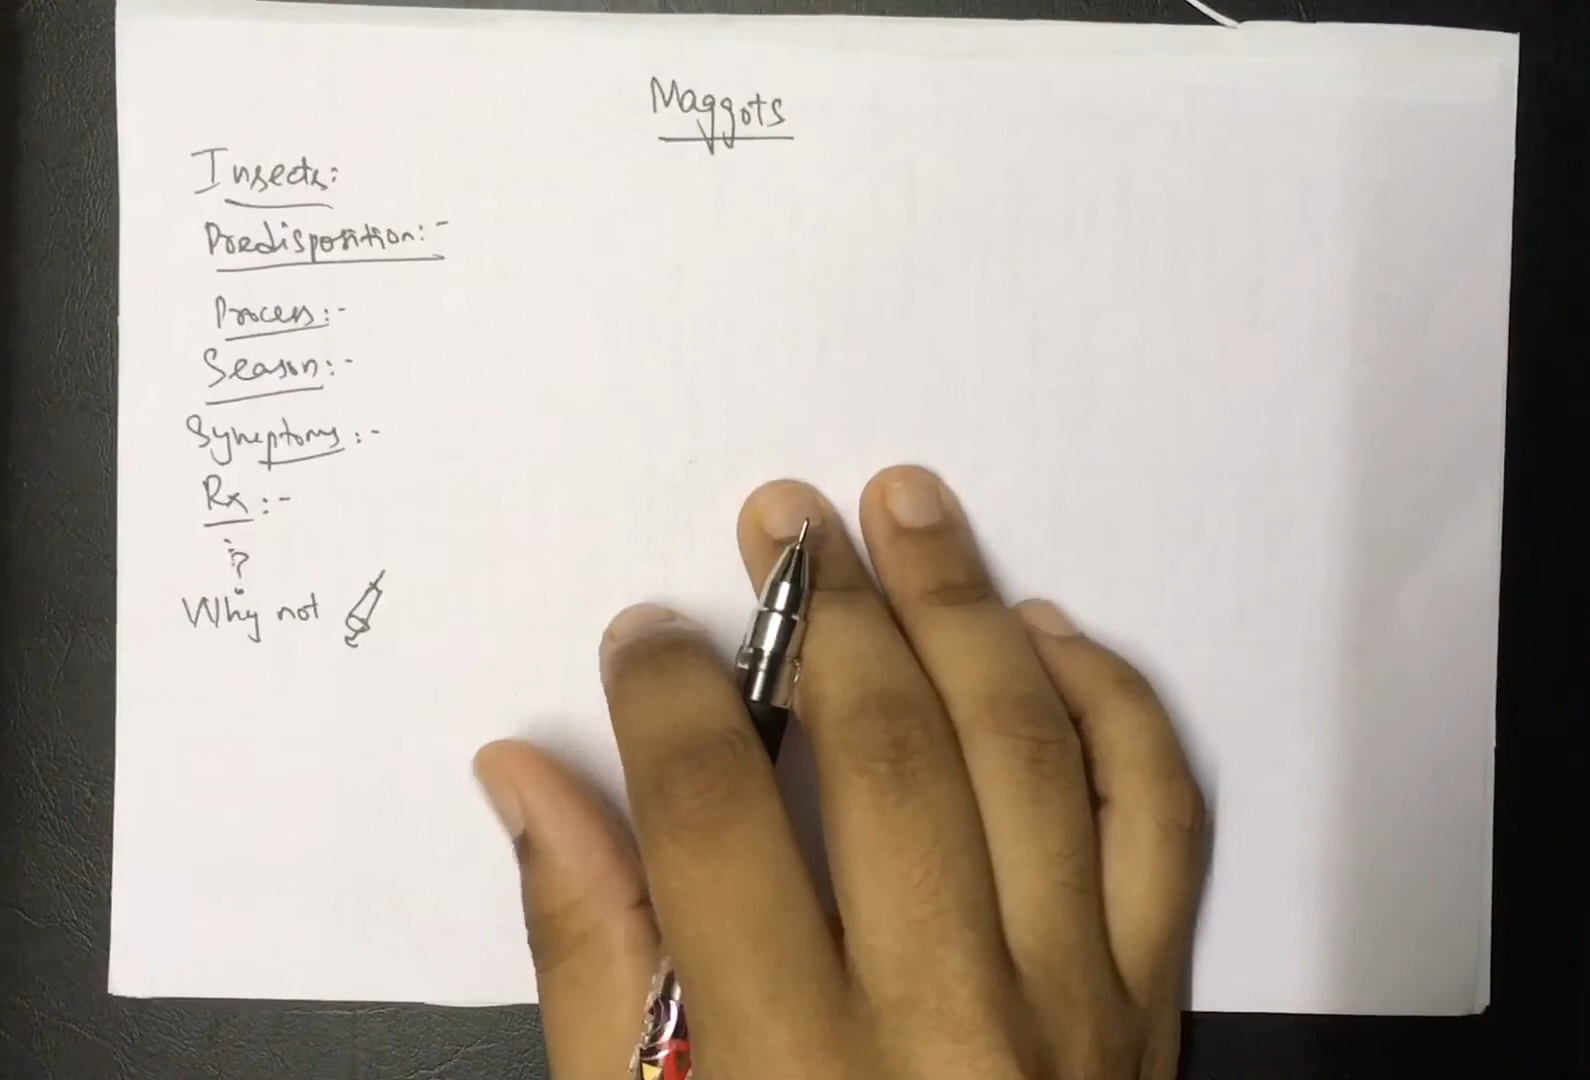 Maggots
Insects:
Predisposition:-
Process:-
Season:-
Symptoms:-
Rx:-
?
Why not